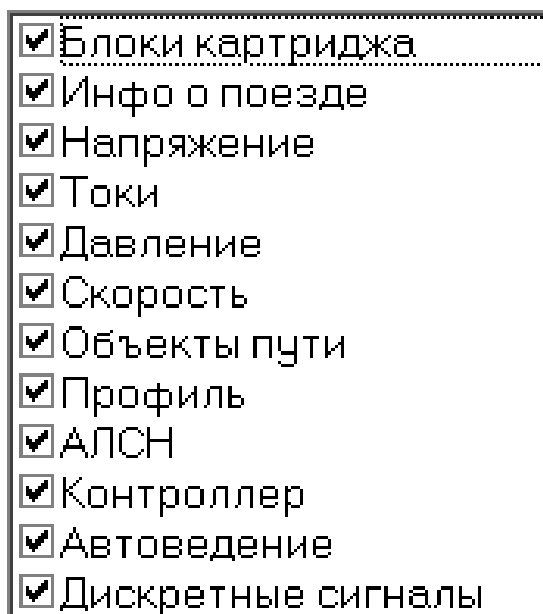 Блоки картриджа
Инфо о поезде
Напряжение
Токи
Давление
Скорость
Объекты пути
Профиль
АЛСН
Контроллер
Автоведение
Дискретные сигналы